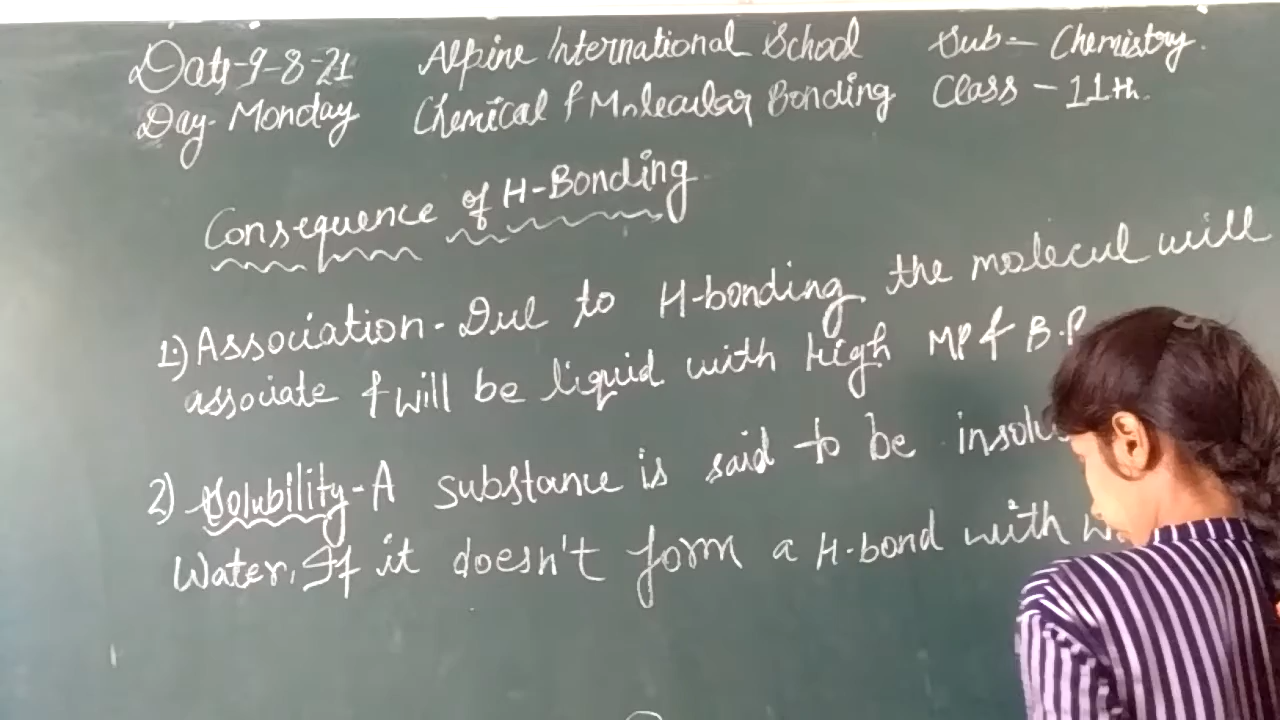 Date-9-8-21 Alpine International School Sub- Chemistry.
Day- Monday Chemical & Molecular Bonding Class - 11th.
Consequence of H-Bonding
1) Association - Due to H-bonding, the molecul will
associate & will be liquid with high MP & B.P
2) Solubility - A substance is said to be
Water, If it doesn't form a H-bond with